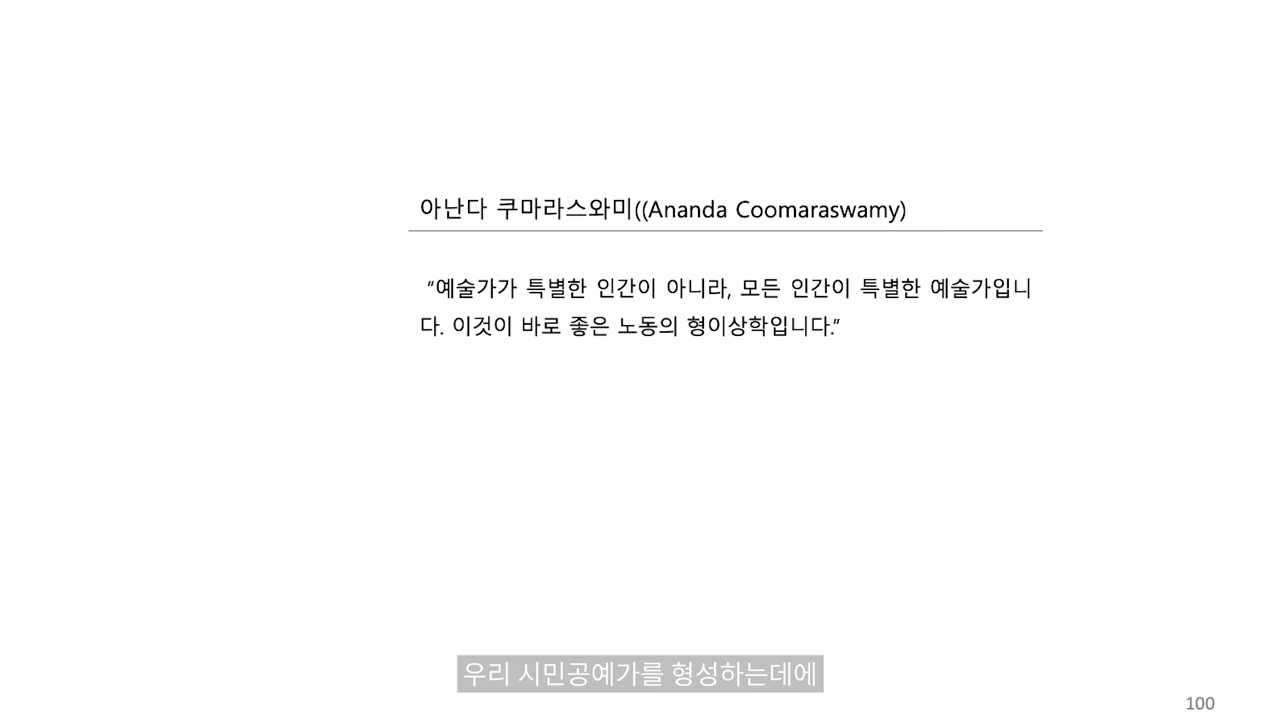 아난다 쿠마라스와미((Ananda Coomaraswamy)
“예술가가 특별한 인간이 아니라, 모든 인간이 특별한 예술가입니
다. 이것이 바로 좋은 노동의 형이상학입니다.”
우리 시민공예가를 형성하는데에
100